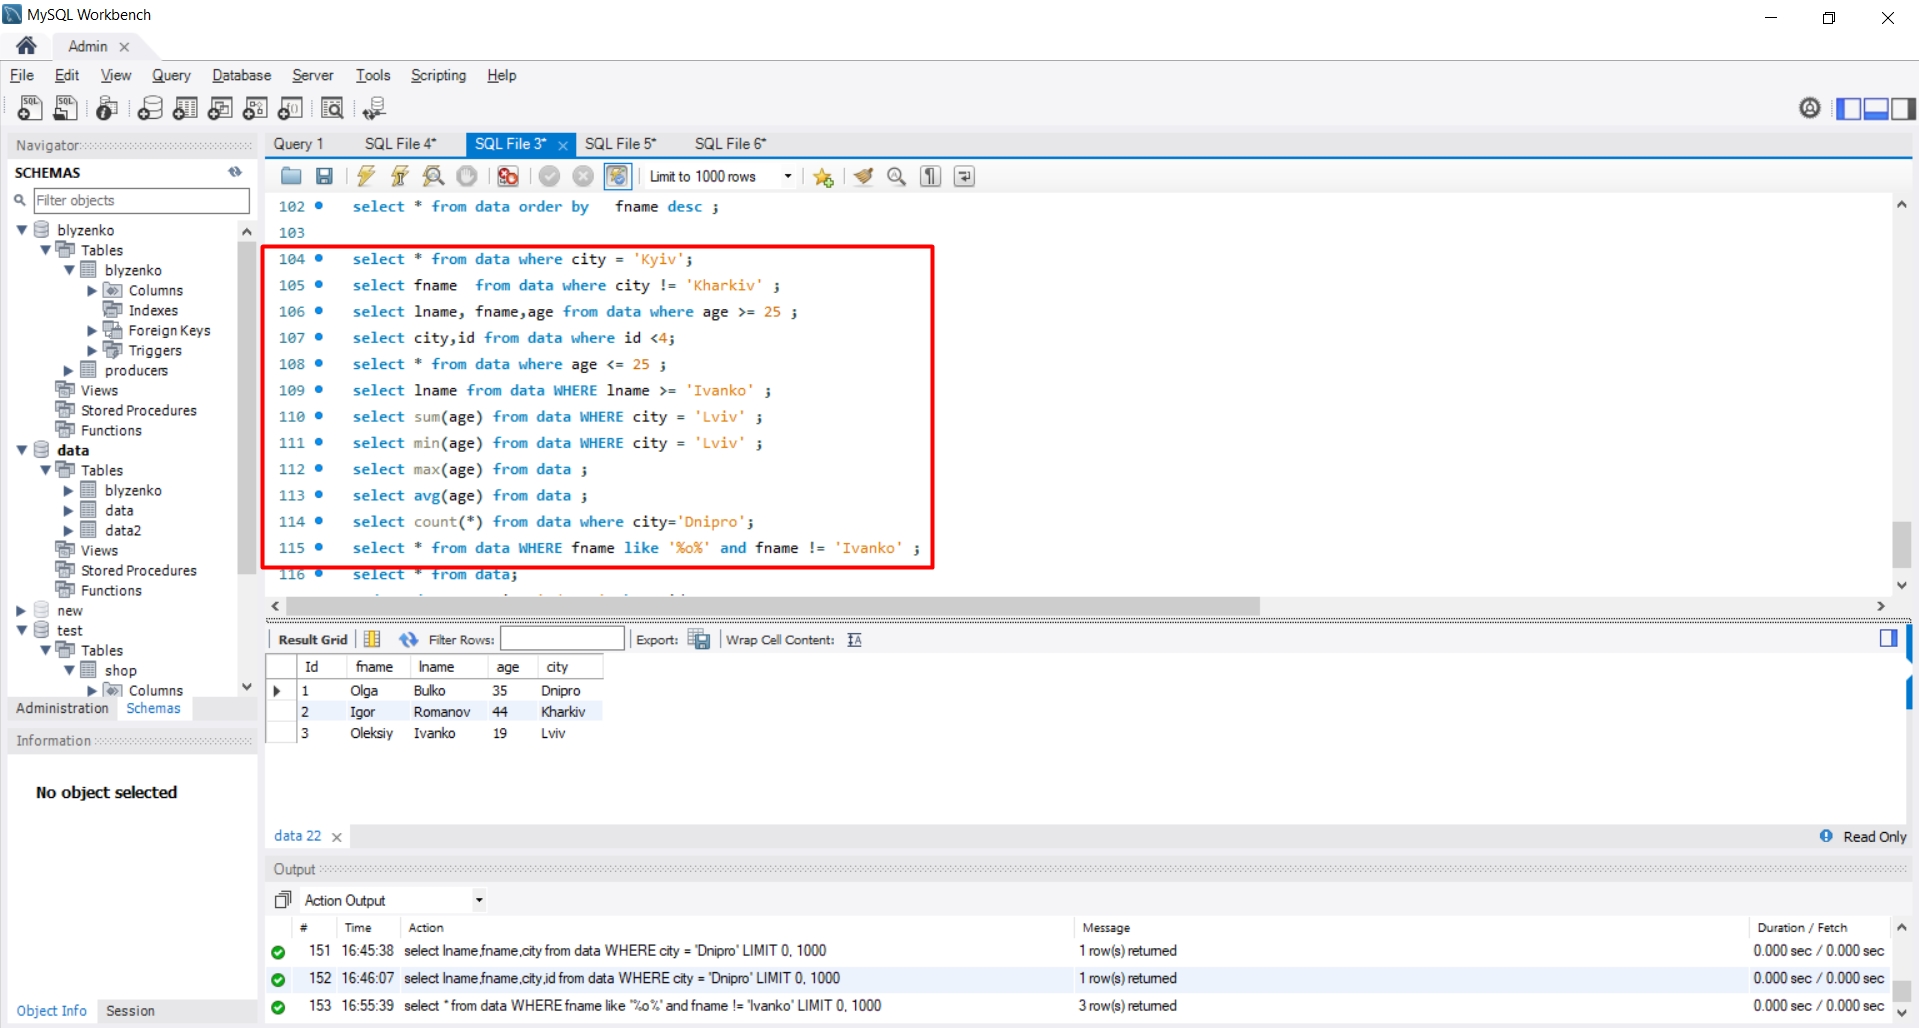 MySQL Workbench
Admin
File Edit View Query Database Server Tools Scripting Help
Navigator
SCHEMAS
Filter objects
blyzenko
Tables
blyzenko
Columns
Indexes
Foreign Keys
Triggers
producers
Views
Stored Procedures
Functions
data
Tables
blyzenko
data
data2
Views
Stored Procedures
Functions
new
test
Tables
shop
Columns
Administration Schemas
Information
No object selected
Object Info Session
Query 1 SQL File 4* SQL File 3* SQL File 5* SQL File 6*
Limit to 1000 rows
102 select * from data order by fname desc ;
103
104 select * from data where city = 'Kyiv';
105 select fname from data where city != 'Kharkiv' ;
106 select lname, fname,age from data where age >= 25 ;
107 select city,id from data where id <4;
108 select * from data where age <= 25 ;
109 select lname from data WHERE lname >= 'Ivanko' ;
110 select sum(age) from data WHERE city = 'Lviv' ;
111 select min(age) from data WHERE city = 'Lviv' ;
112 select max(age) from data ;
113 select avg(age) from data ;
114 select count(*) from data where city='Dnipro';
115 select * from data WHERE fname like '%o%' and fname != 'Ivanko' ;
116 select * from data;
Result Grid Filter Rows: Export: Wrap Cell Content:
Id fname lname age city
1 Olga Bulko 35 Dnipro
2 Igor Romanov 44 Kharkiv
3 Oleksiy Ivanko 19 Lviv
data 22 Read Only
Output
Action Output
# Time Action Message Duration / Fetch
151 16:45:38 select lname,fname,city from data WHERE city = 'Dnipro' LIMIT 0, 1000 1 row(s) returned 0.000 sec / 0.000 sec
152 16:46:07 select lname,fname,city,id from data WHERE city = 'Dnipro' LIMIT 0, 1000 1 row(s) returned 0.000 sec / 0.000 sec
153 16:55:39 select * from data WHERE fname like '%o%' and fname != 'Ivanko' LIMIT 0, 1000 3 row(s) returned 0.000 sec / 0.000 sec